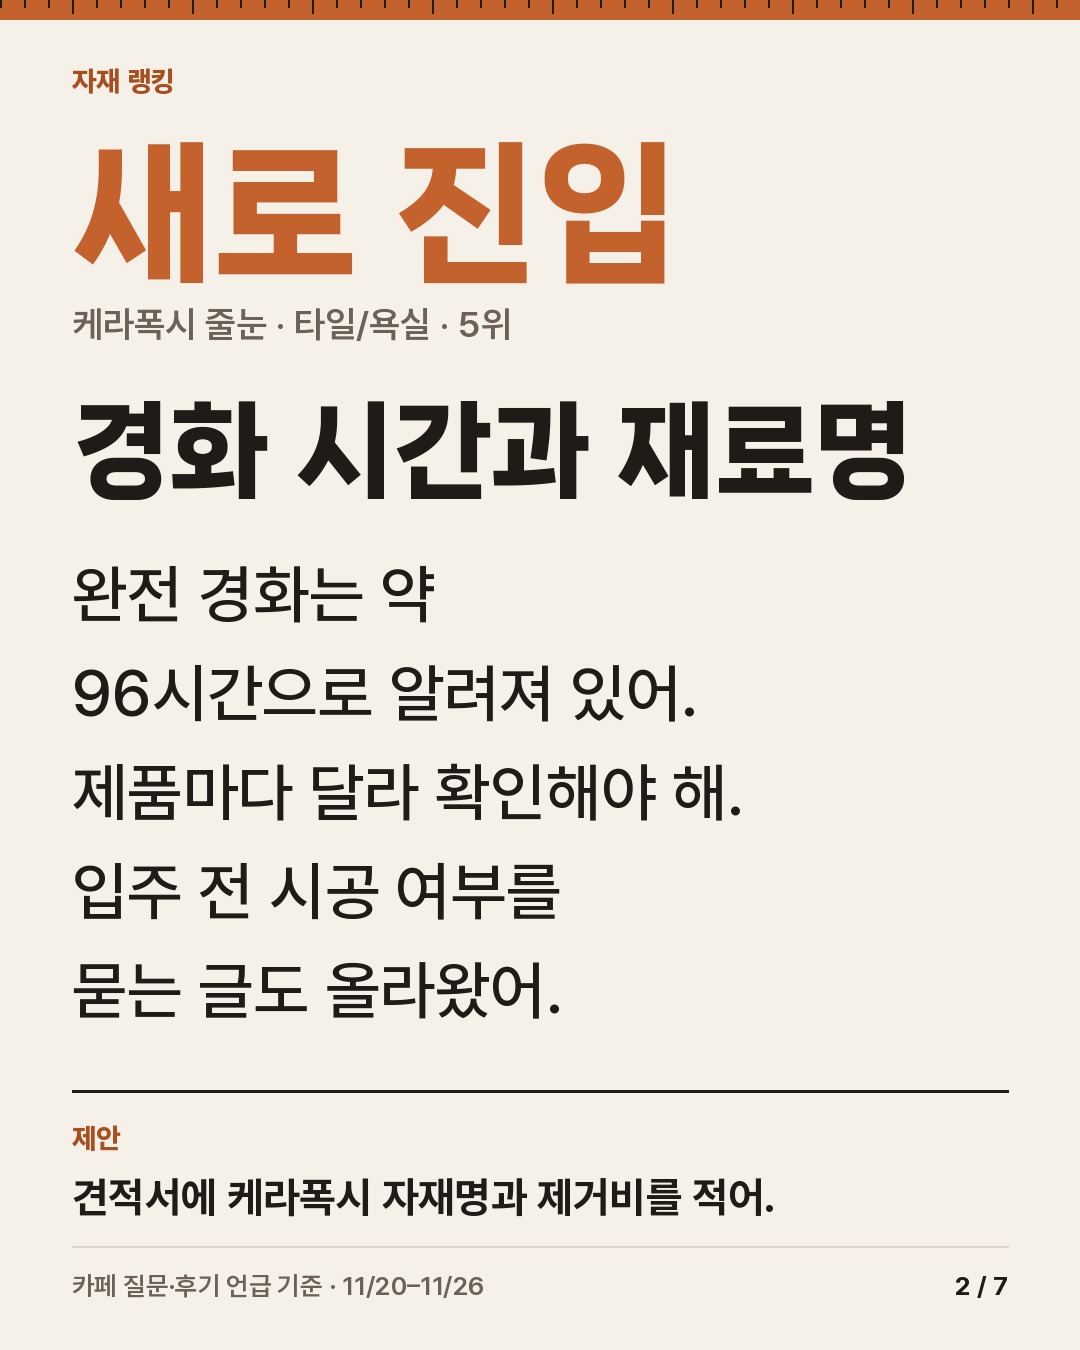 자재 랭킹
새로 진입
케라폭시 줄눈 · 타일/욕실 · 5위
경화 시간과 재료명
완전 경화는 약
96시간으로 알려져 있어.
제품마다 달라 확인해야 해.
입주 전 시공 여부를
묻는 글도 올라왔어.
제안
견적서에 케라폭시 자재명과 제거비를 적어.
카페 질문·후기 언급 기준 · 11/20–11/26
2 / 7